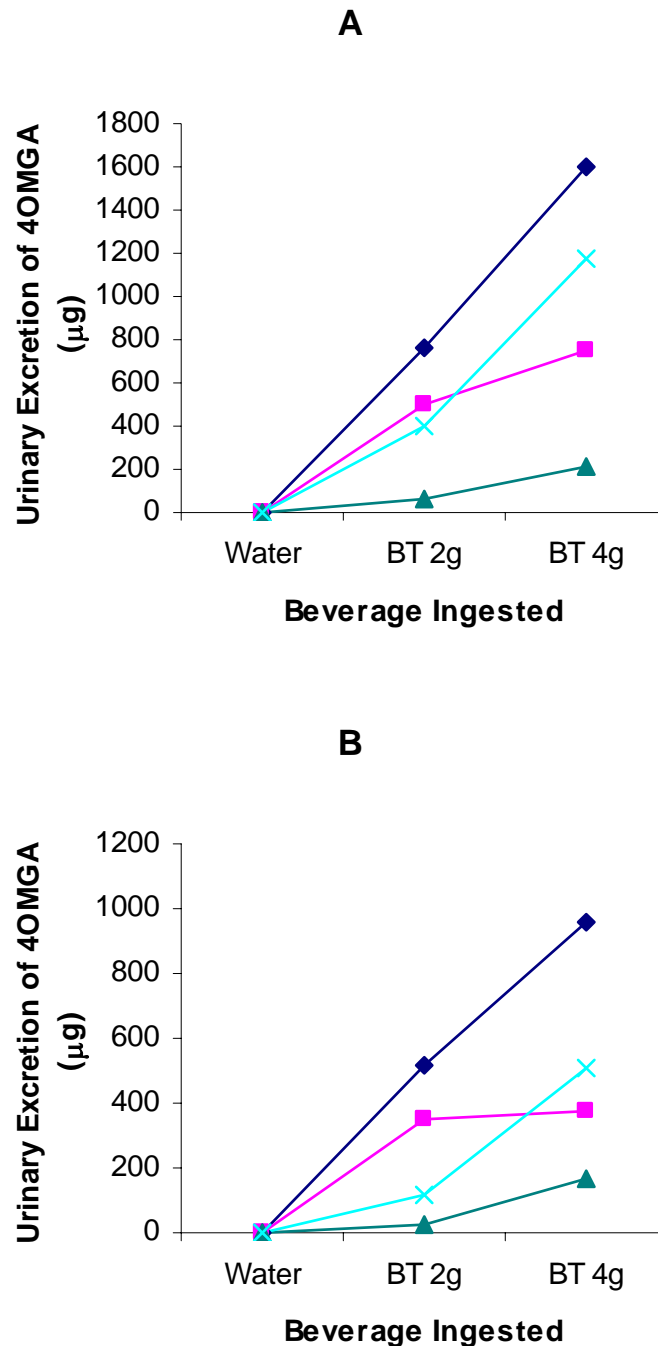 A
Urinary Excretion of 4OMGA
(µg)
1800
1600
1400
1200
1000
800
600
400
200
0
Water BT 2g BT 4g
Beverage Ingested
B
Urinary Excretion of 4OMGA
(µg)
1200
1000
800
600
400
200
0
Water BT 2g BT 4g
Beverage Ingested